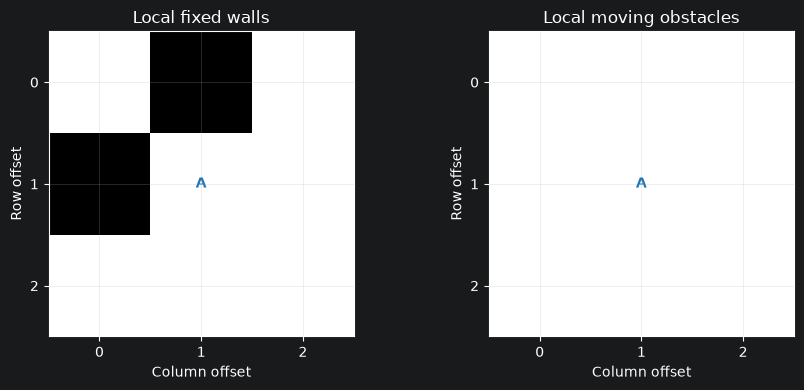 Local fixed walls
Local moving obstacles
0
1
2
Row offset
A
0 1 2
Column offset
0
1
2
Row offset
A
0 1 2
Column offset